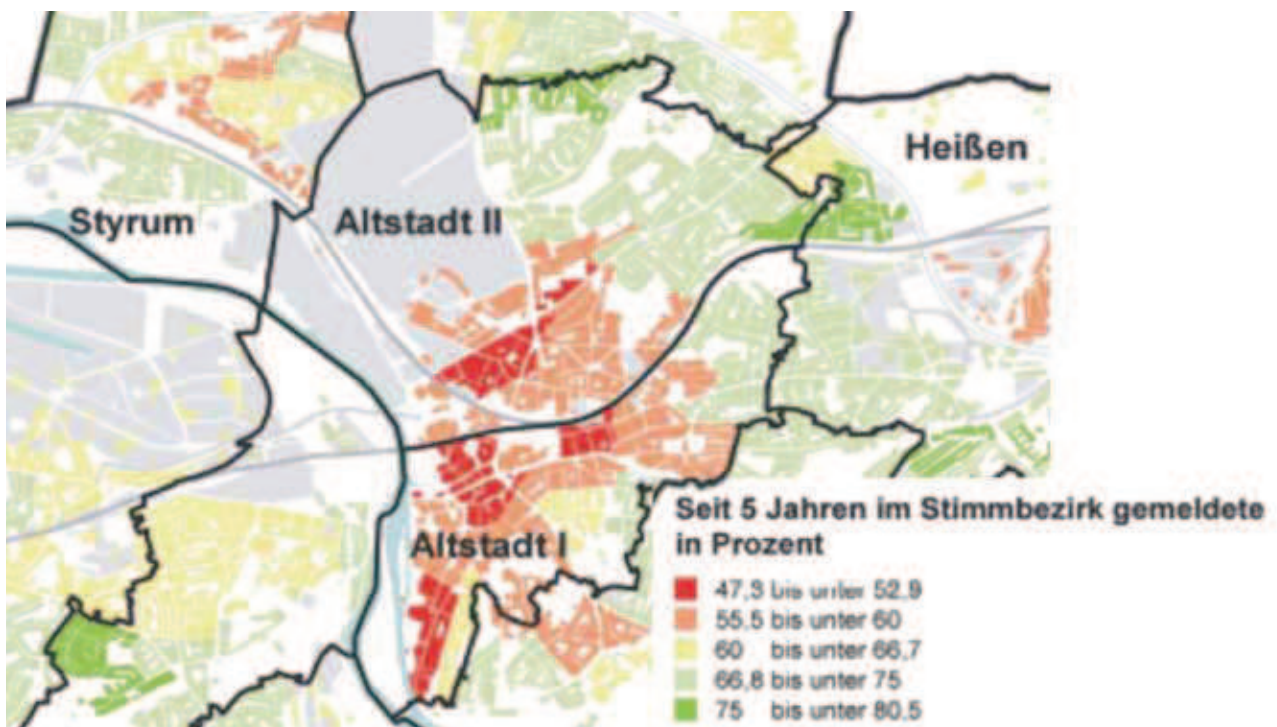 Heißen
Styrum
Altstadt II
Altstadt I
Seit 5 Jahren im Stimmbezirk gemeldete
in Prozent
47,3 bis unter 52,9
55,5 bis unter 60
60 bis unter 66,7
66,8 bis unter 75
75 bis unter 80,5